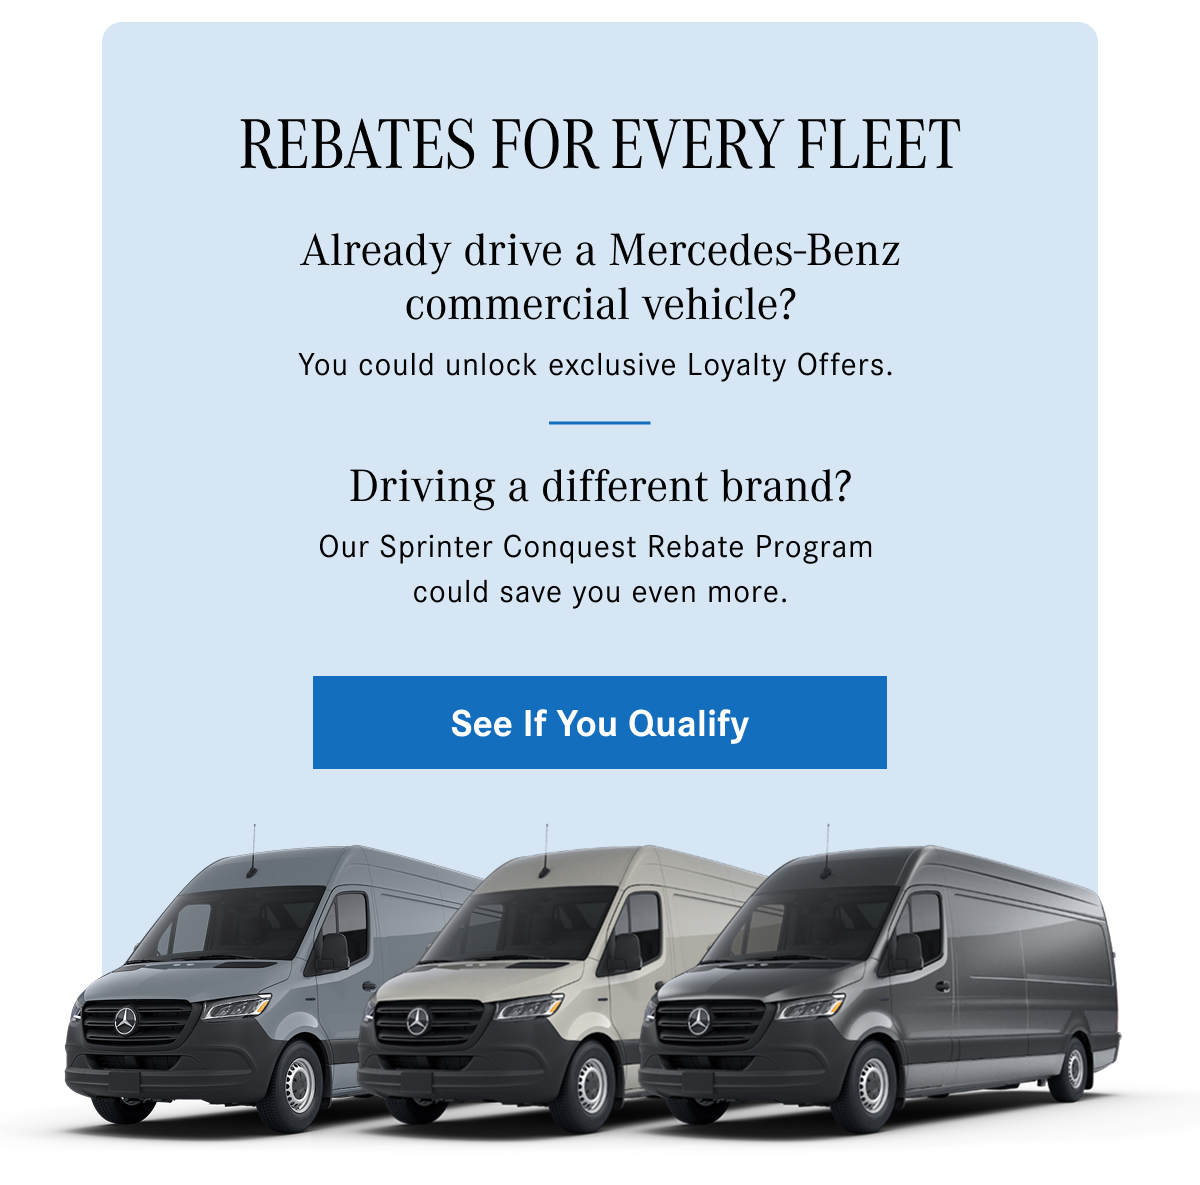 REBATES FOR EVERY FLEET
Already drive a Mercedes-Benz
commercial vehicle?
You could unlock exclusive Loyalty Offers.
Driving a different brand?
Our Sprinter Conquest Rebate Program
could save you even more.
See If You Qualify